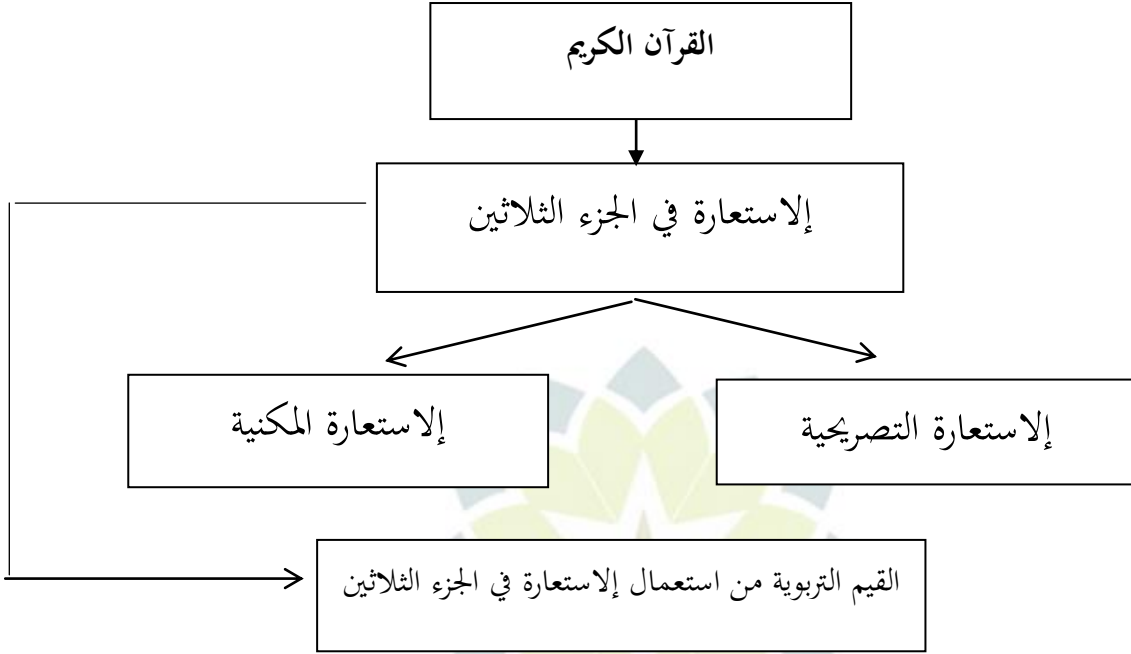 القرآن الكريم
إلاستعارة في الجزء الثلاثين
إلاستعارة التصريحية
إلاستعارة المكنية
القيم التربوية من استعمال إلاستعارة في الجزء الثلاثين